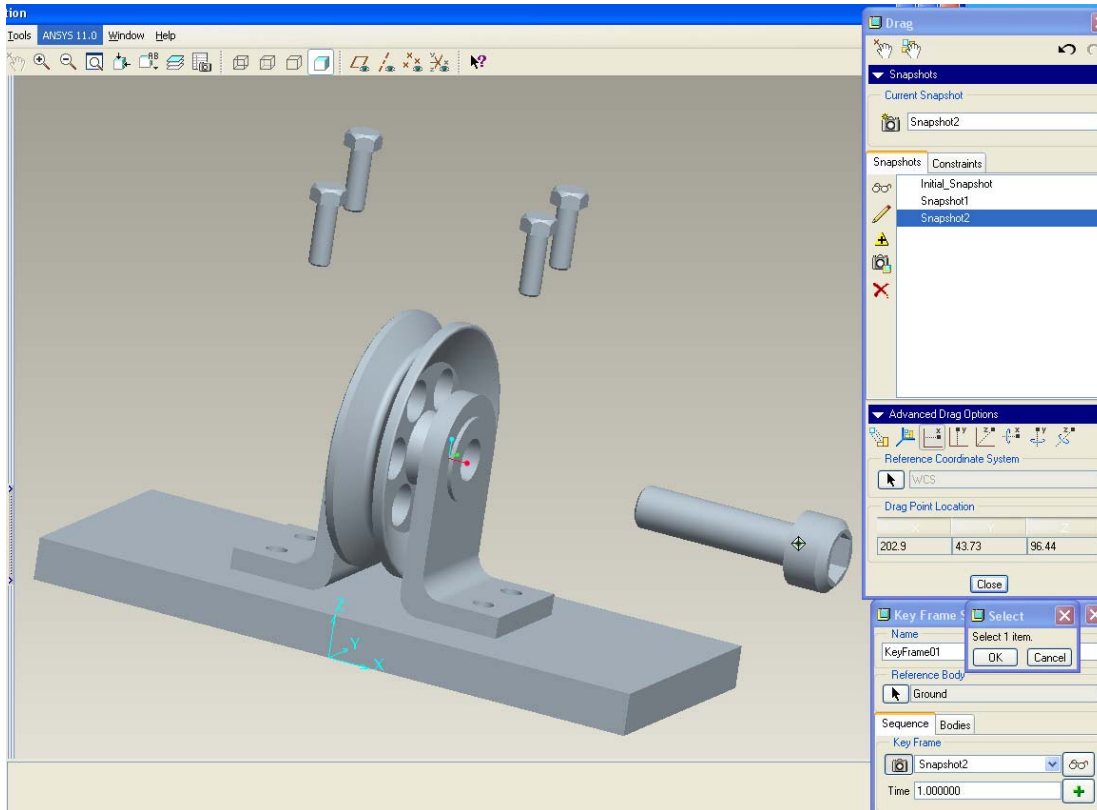 tion
Tools ANSYS 11.0 Window Help
Drag
Snapshots
Current Snapshot
Snapshot2
Snapshots Constraints
Initial_Snapshot
Snapshot1
Snapshot2
Advanced Drag Options
Reference Coordinate System
WCS
Drag Point Location
X Y Z
202.9 43.73 96.44
Close
Key Frame S
Select
Name
Select 1 item.
KeyFrame01
OK Cancel
Reference Body
Ground
Sequence Bodies
Key Frame
Snapshot2
Time 1.000000
Z
Y
X